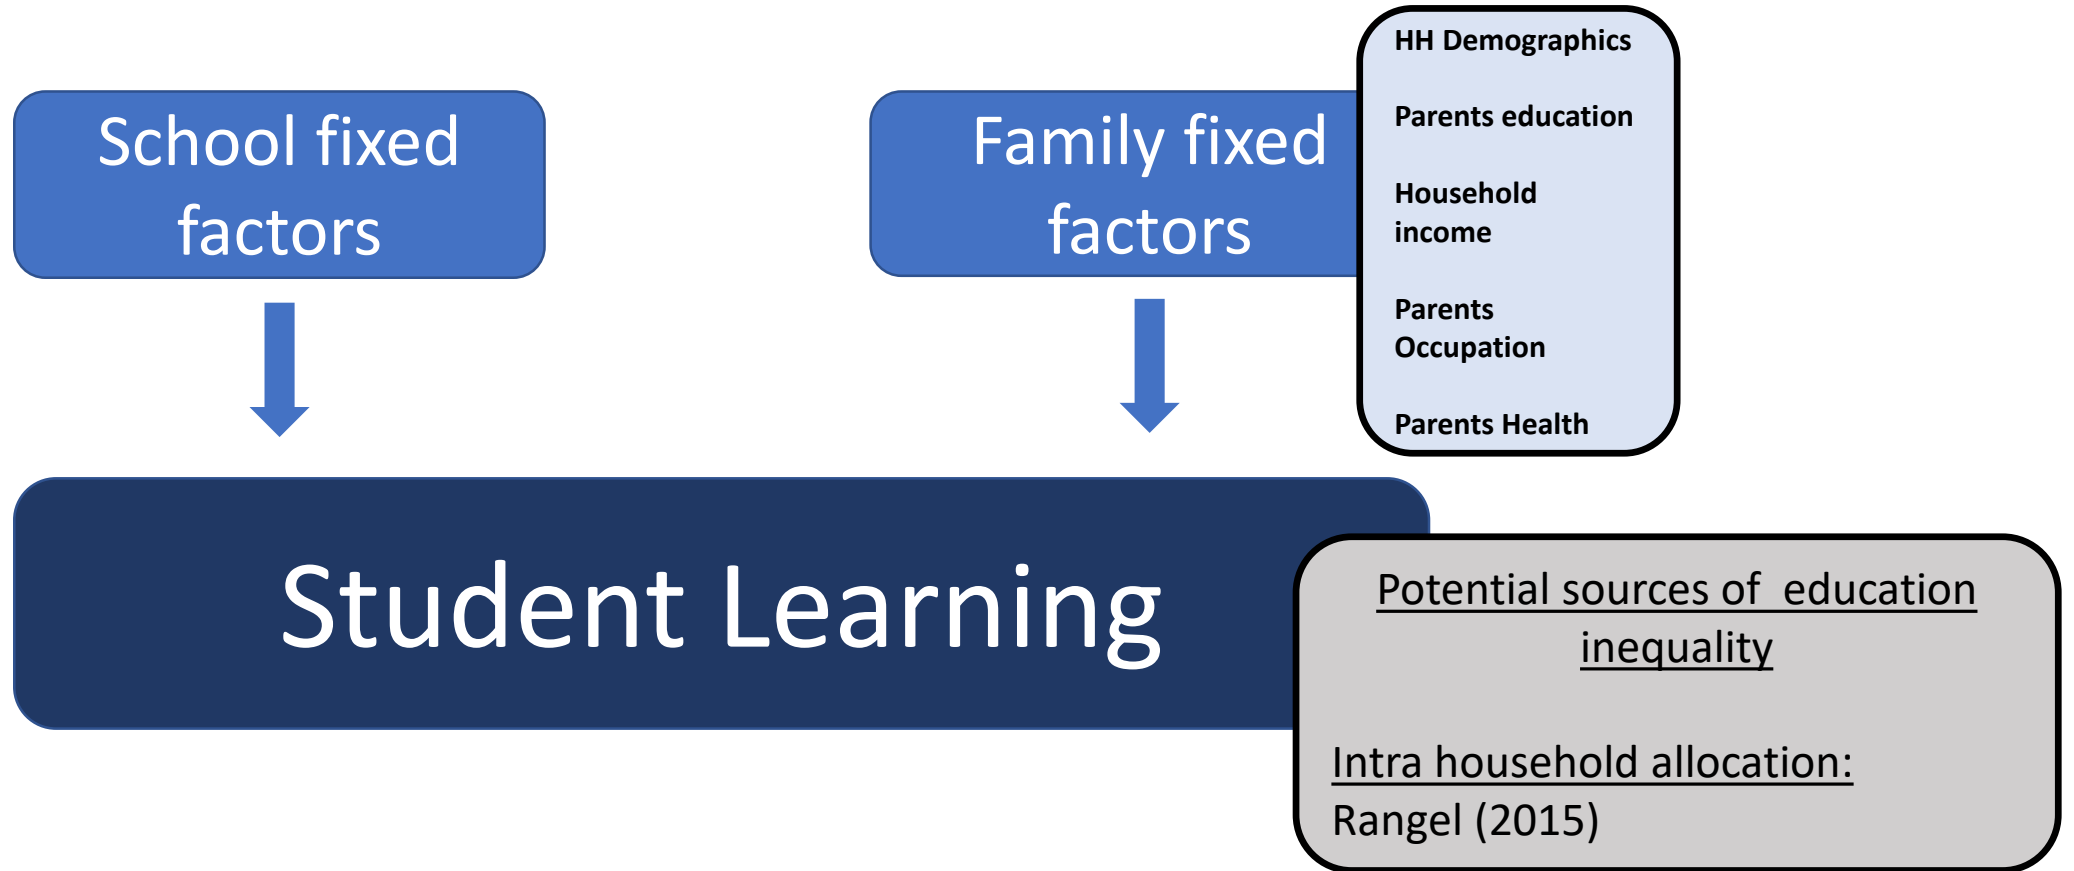 School fixed
factors
Family fixed
factors
HH Demographics
Parents education
Household
income
Parents
Occupation
Parents Health
Student Learning
Potential sources of  education
inequality
Intra household allocation:
Rangel (2015)